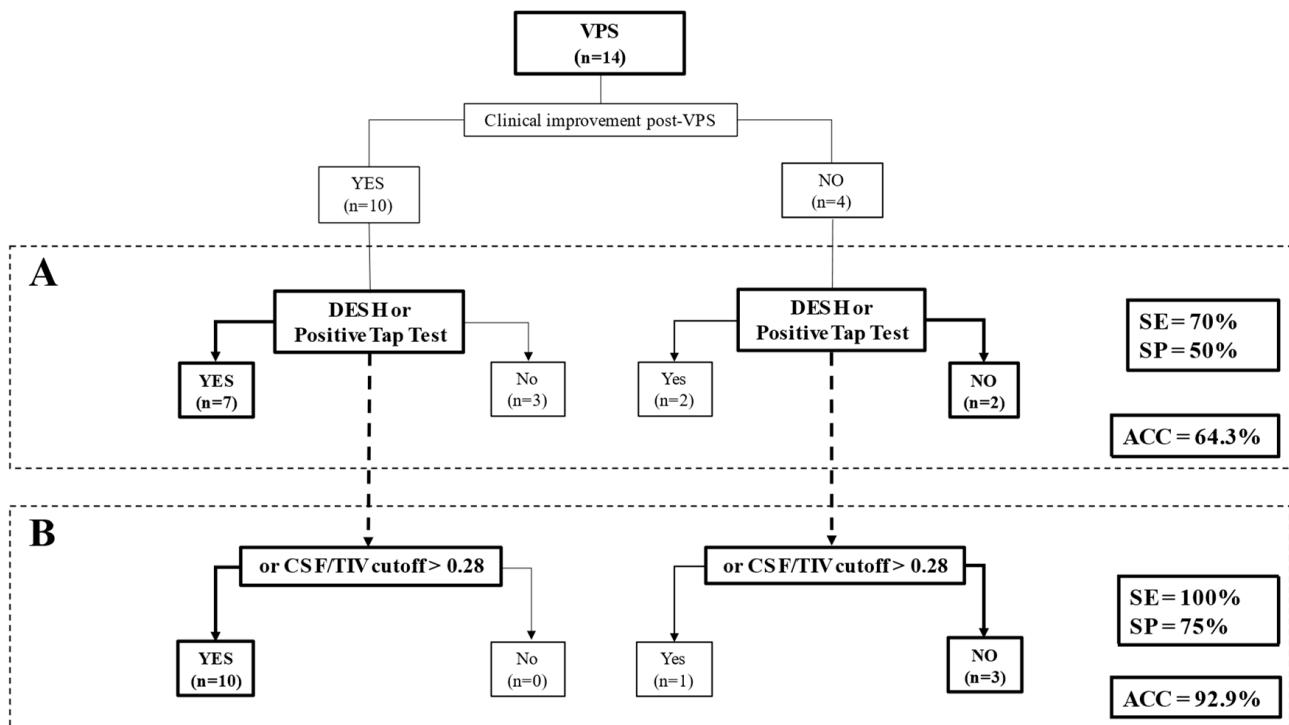 VPS
(n=14)
Clinical improvement post-VPS
YES
(n=10)
NO
(n=4)
A
DESH or
Positive Tap Test
DESH or
Positive Tap Test
YES
(n=7)
No
(n=3)
Yes
(n=2)
NO
(n=2)
SE = 70%
SP = 50%
ACC = 64.3%
B
or CSF/TIV cutoff > 0.28
or CSF/TIV cutoff > 0.28
YES
(n=10)
No
(n=0)
Yes
(n=1)
NO
(n=3)
SE = 100%
SP = 75%
ACC = 92.9%